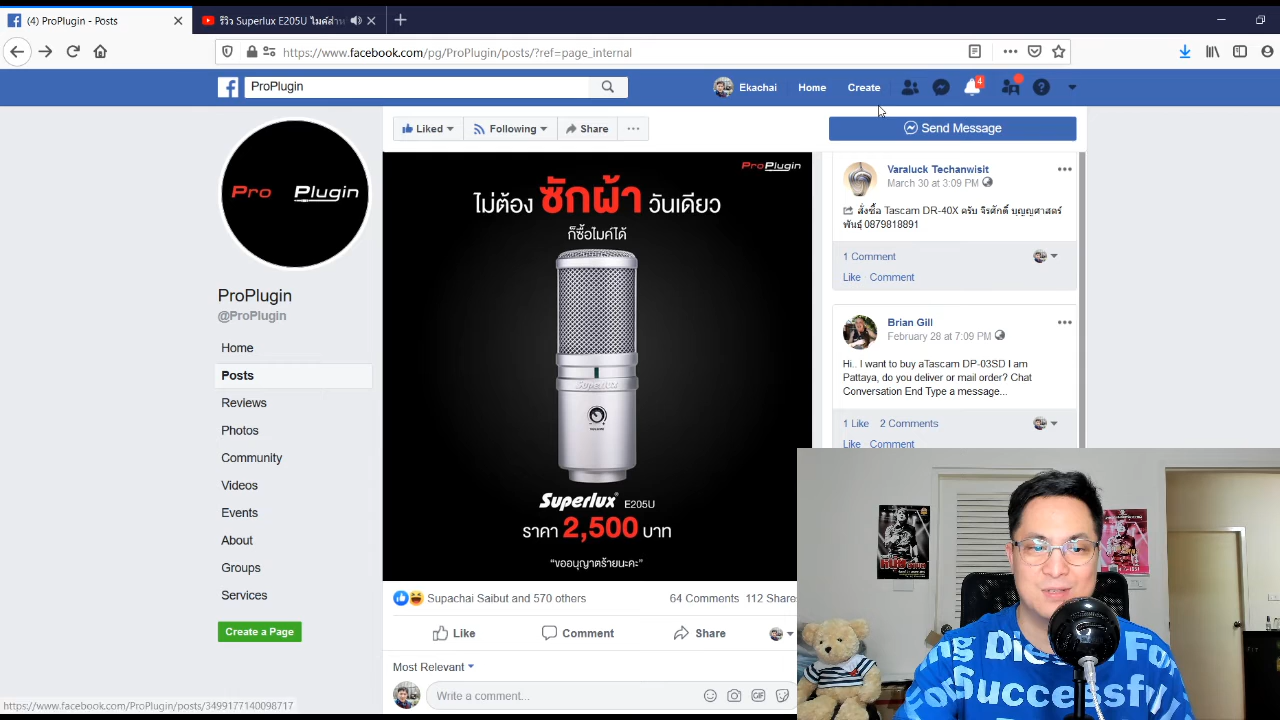 (4) ProPlugin - Posts
รีวิว Superlux E205U
https://www.facebook.com/pg/ProPlugin/posts/?ref=page_internal
ProPlugin
Ekachai
Home
Create
4
Liked
Following
Share
Send Message
Pro Plugin
ProPlugin
@ProPlugin
Home
Posts
Reviews
Photos
Community
Videos
Events
About
Groups
Services
Create a Page
ProPlugin
ไม่ต้อง ซักผ้า วันเดียว
ก็ซื้อไมค์ได้
Superlux
Superlux E205U
ราคา 2,500 บาท
"ขออนุญาตร้ายนะคะ"
Supachai Saibut and 570 others
64 Comments 112 Share
Like
Comment
Share
Most Relevant
Write a comment...
GIF
Varaluck Techanwisit
March 30 at 3:09 PM
สั่งซื้อ Tascam DR-40X ครับ จิรศักดิ์ บุญญศาสตร์
พันธุ์ 0879818891
1 Comment
Like · Comment
Brian Gill
February 28 at 7:09 PM
Hi.. I want to buy aTascam DP-03SD I am
Pattaya, do you deliver or mail order? Chat
Conversation End Type a message...
1 Like 2 Comments
Like Comment
Successful
https://www.facebook.com/ProPlugin/posts/3499177140098717